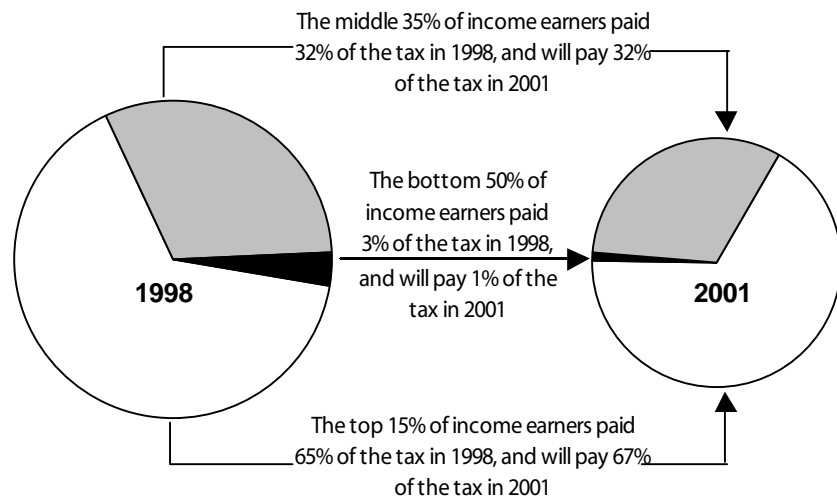 The middle 35% of income earners paid
32% of the tax in 1998, and will pay 32%
of the tax in 2001
The bottom 50% of
income earners paid
3% of the tax in 1998,
and will pay 1% of the
tax in 2001
1998
2001
The top 15% of income earners paid
65% of the tax in 1998, and will pay 67%
of the tax in 2001